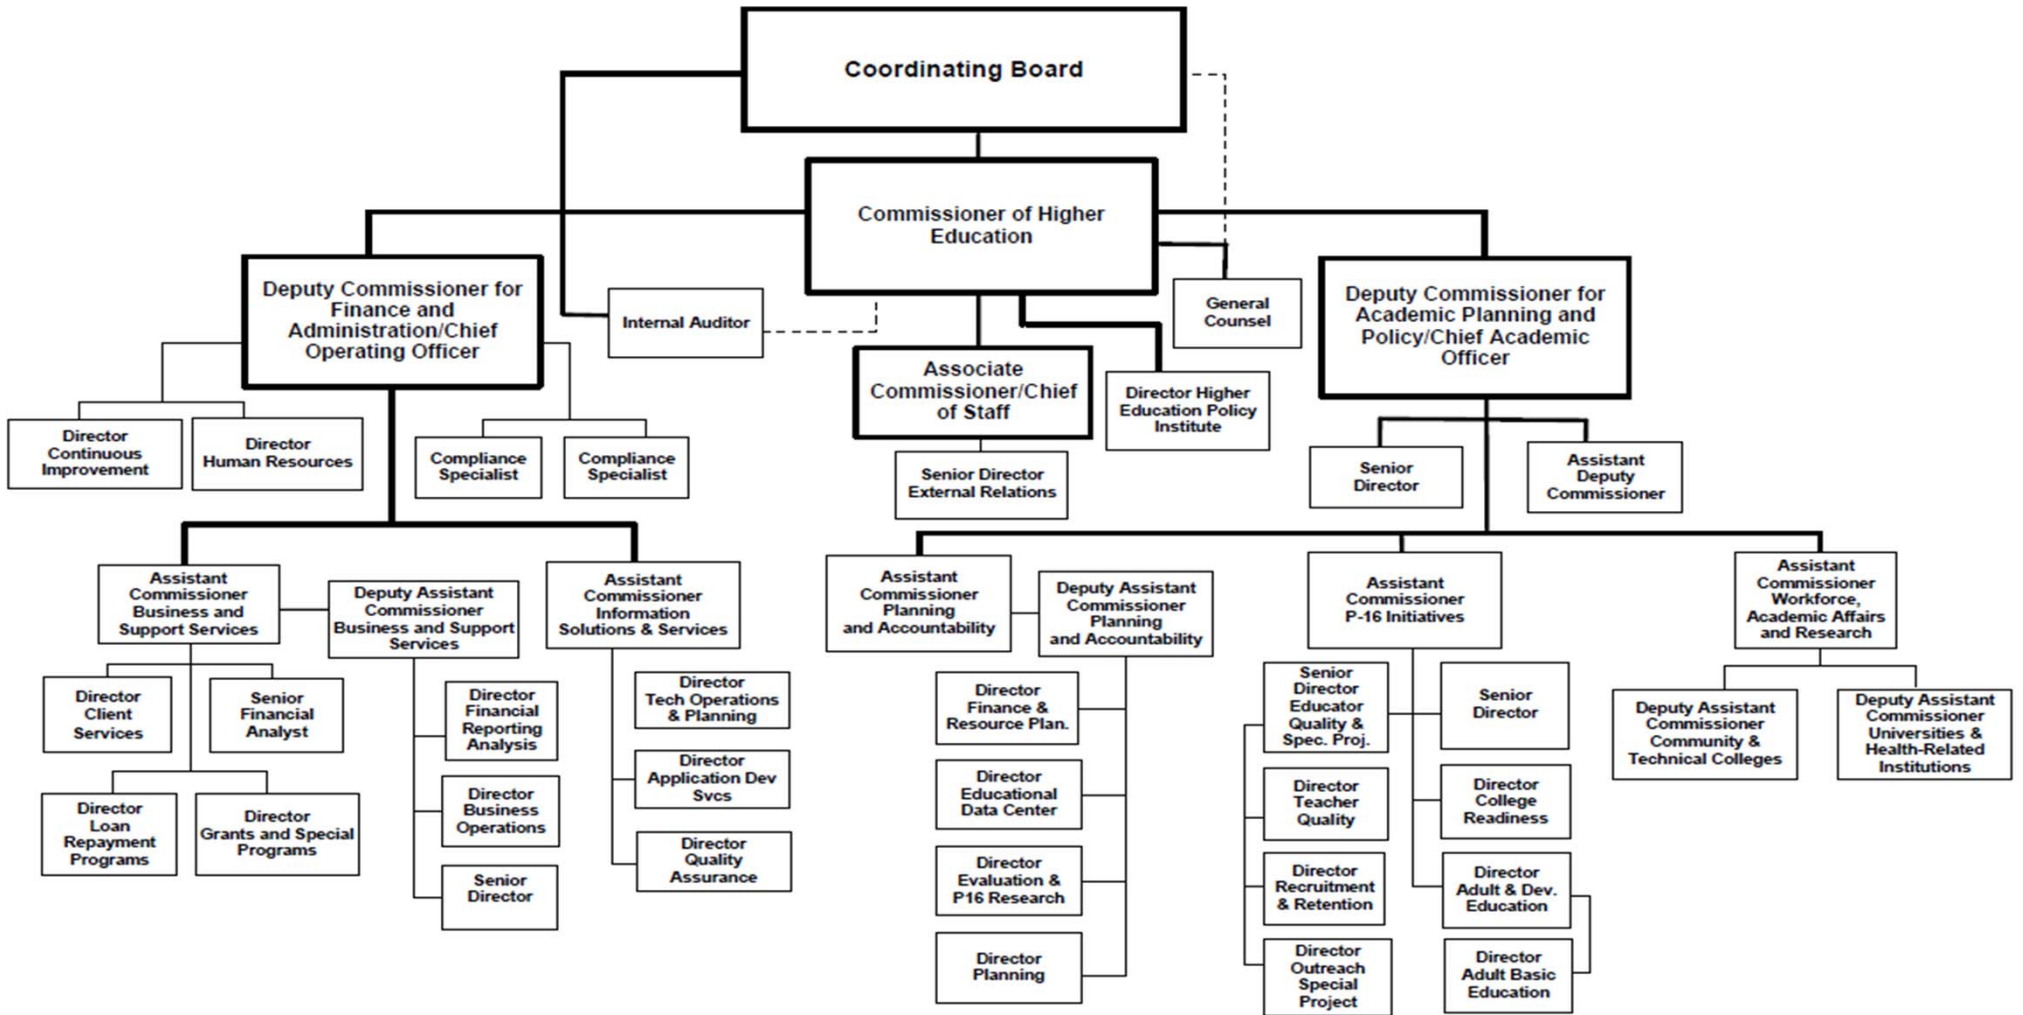 Coordinating Board
Commissioner of Higher
Education
Deputy Commissioner for
Finance and
Administration/Chief
Operating Officer
Internal Auditor
General
Counsel
Deputy Commissioner for
Academic Planning and
Policy/Chief Academic
Officer
Associate
Commissioner/Chief
of Staff
Director Higher
Education Policy
Institute
Director
Continuous
Improvement
Director
Human Resources
Compliance
Specialist
Compliance
Specialist
Senior Director
External Relations
Senior
Director
Assistant
Deputy
Commissioner
Assistant
Commissioner
Business and
Support Services
Deputy Assistant
Commissioner
Business and Support
Services
Assistant
Commissioner
Information
Solutions & Services
Assistant
Commissioner
Planning
and Accountability
Deputy Assistant
Commissioner
Planning
and Accountability
Assistant
Commissioner
P-16 Initiatives
Assistant
Commissioner
Workforce,
Academic Affairs
and Research
Director
Client
Services
Senior
Financial
Analyst
Director
Loan
Repayment
Programs
Director
Grants and Special
Programs
Director
Financial
Reporting
Analysis
Director
Business
Operations
Senior
Director
Director
Tech Operations
& Planning
Director
Application Dev
Svcs
Director
Quality
Assurance
Director
Finance &
Resource Plan.
Director
Educational
Data Center
Director
Evaluation &
P16 Research
Director
Planning
Senior
Director
Educator
Quality &
Spec. Proj.
Director
Teacher
Quality
Director
Recruitment
& Retention
Director
Outreach
Special
Project
Senior
Director
Director
College
Readiness
Director
Adult & Dev.
Education
Director
Adult Basic
Education
Deputy Assistant
Commissioner
Community &
Technical Colleges
Deputy Assistant
Commissioner
Universities &
Health-Related
Institutions